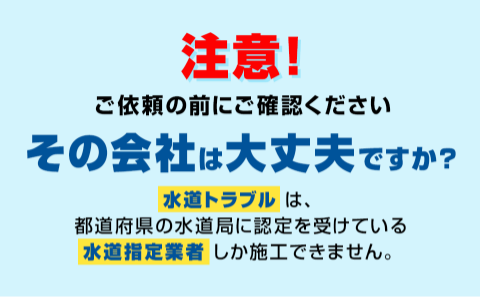 注意!
ご依頼の前にご確認ください
その会社は大丈夫ですか?
水道トラブル は、
都道府県の水道局に認定を受けている
水道指定業者 しか施工できません。